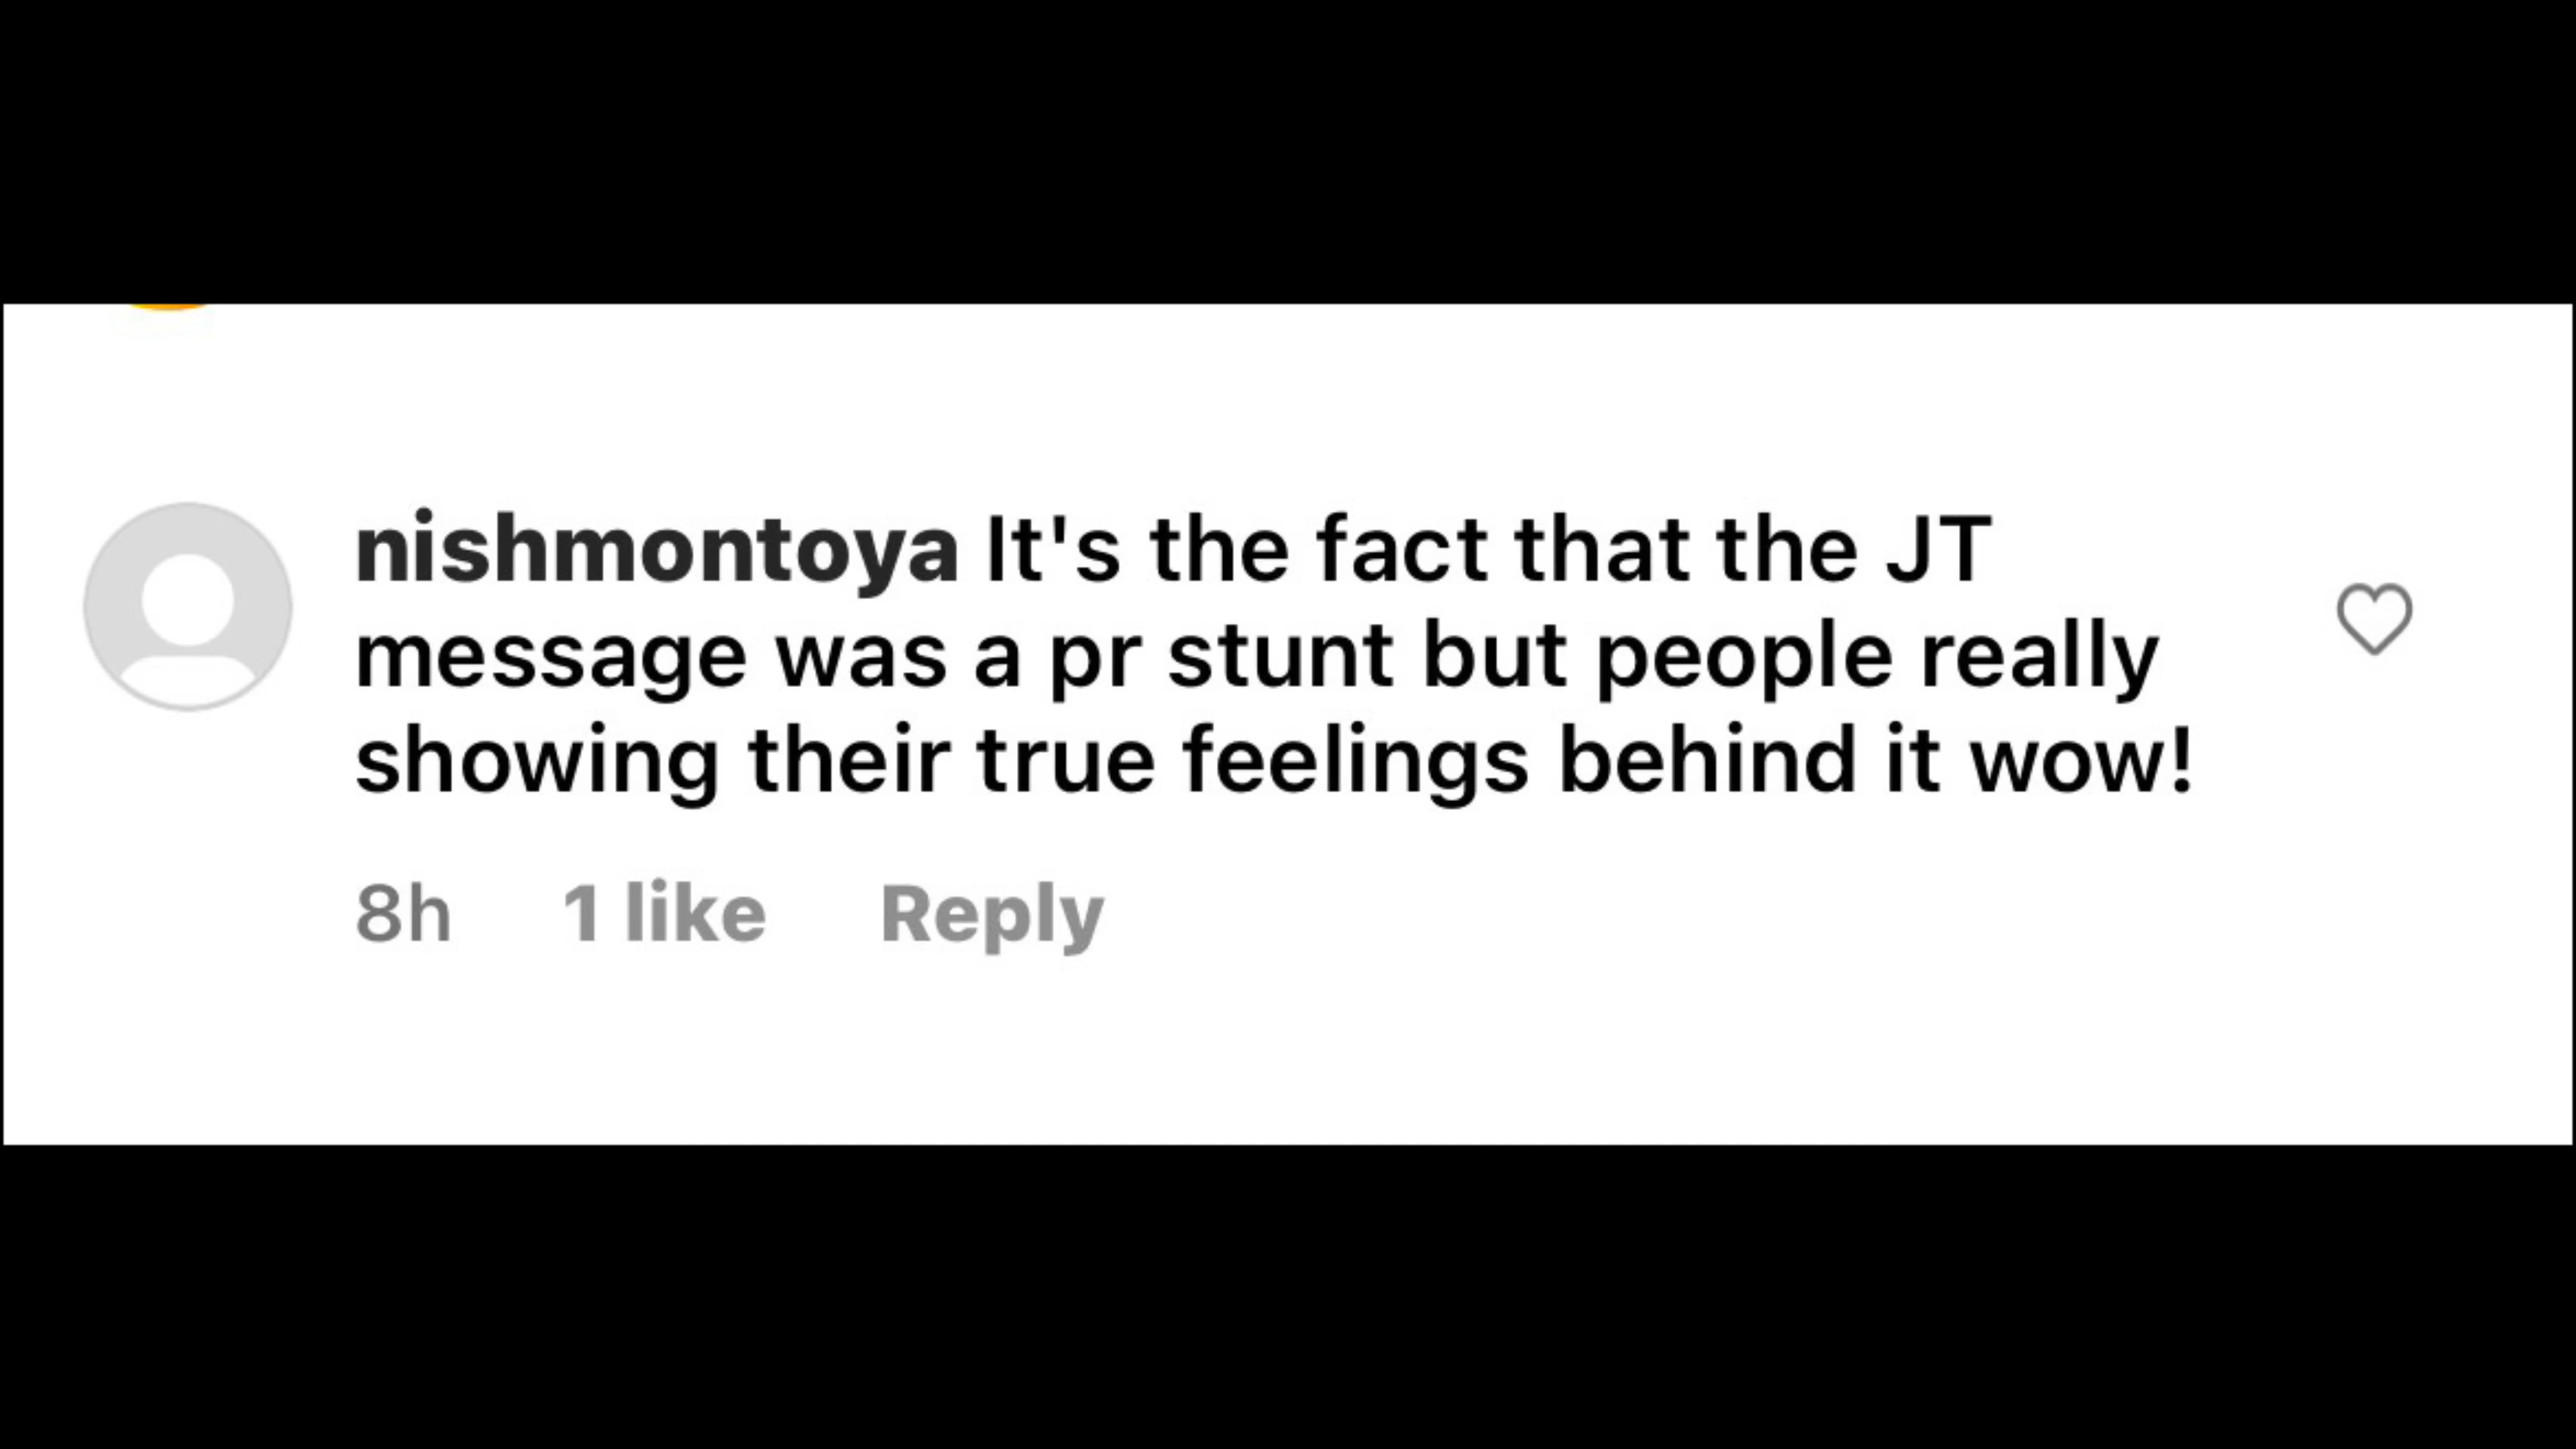 nishmontoya It's the fact that the JT
message was a pr stunt but people really
showing their true feelings behind it wow!
8h 1 like Reply